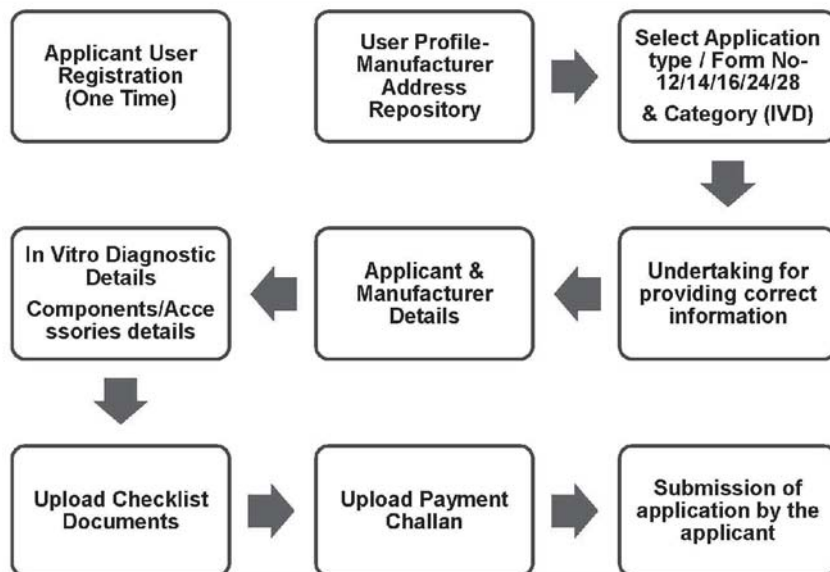 Applicant User
Registration
(One Time)
User Profile-
Manufacturer
Address
Repository
Select Application
type / Form No-
12/14/16/24/28
& Category (IVD)
Undertaking for
providing correct
information
Applicant &
Manufacturer
Details
In Vitro Diagnostic
Details
Components/Acce
ssories details
Upload Checklist
Documents
Upload Payment
Challan
Submission of
application by the
applicant